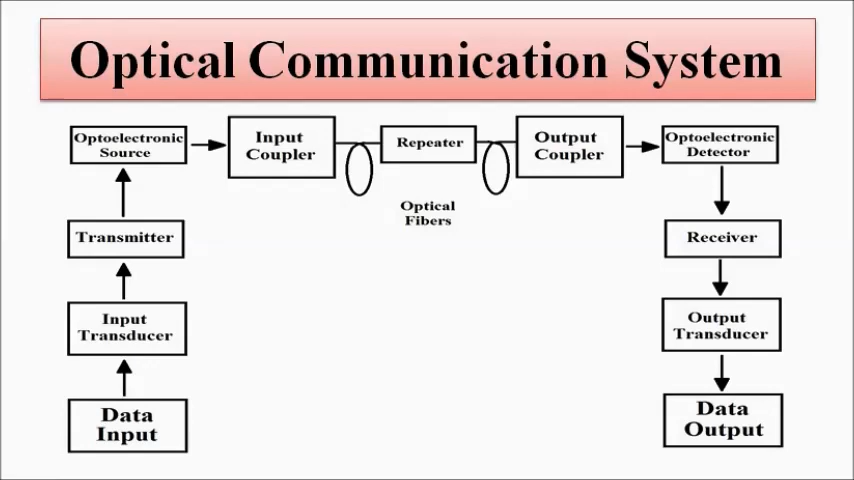 Optical Communication System
Optoelectronic
Source
Input
Coupler
Repeater
Output
Coupler
Optoelectronic
Detector
Optical
Fibers
Transmitter
Receiver
Input
Transducer
Output
Transducer
Data
Input
Data
Output